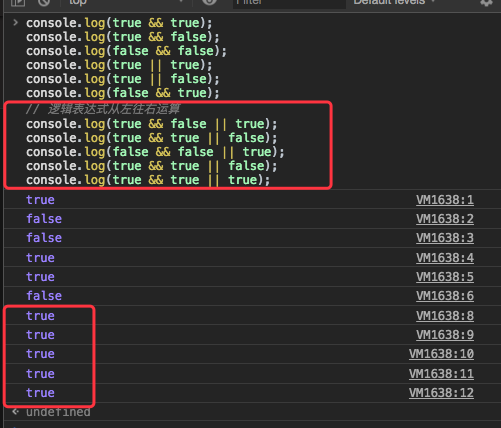 top Filter Default levels
> console.log(true && true);
console.log(true && false);
console.log(false && false);
console.log(true || true);
console.log(true || false);
console.log(false && true);
// 逻辑表达式从左往右运算
console.log(true && false || true);
console.log(true && true || false);
console.log(false && false || true);
console.log(true && true || false);
console.log(true && true || true);
true VM1638:1
false VM1638:2
false VM1638:3
true VM1638:4
true VM1638:5
false VM1638:6
true VM1638:8
true VM1638:9
true VM1638:10
true VM1638:11
true VM1638:12
undefined